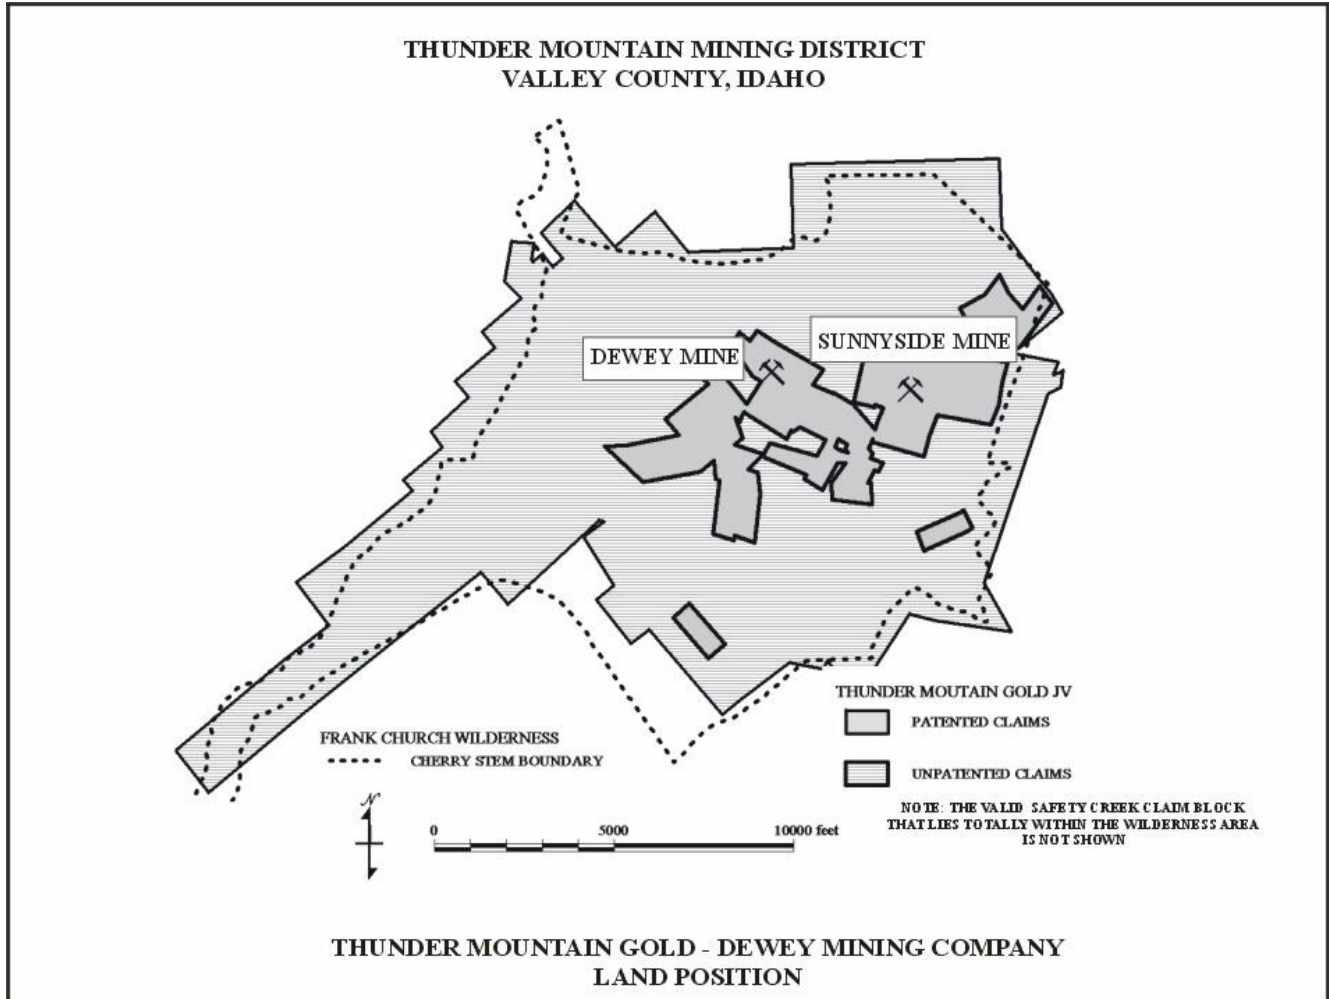 THUNDER MOUNTAIN MINING DISTRICT
VALLEY COUNTY, IDAHO
SUNNYSIDE MINE
DEWEY MINE
THUNDER MOUTAIN GOLD JV
PATENTED CLAIMS
UNPATENTED CLAIMS
FRANK CHURCH WILDERNESS
CHERRY STEM BOUNDARY
NOTE: THE VALID SAFETY CREEK CLAIM BLOCK
THAT LIES TOTALLY WITHIN THE WILDERNESS AREA
IS NOT SHOWN
N
0 5000 10000 feet
THUNDER MOUNTAIN GOLD - DEWEY MINING COMPANY
LAND POSITION